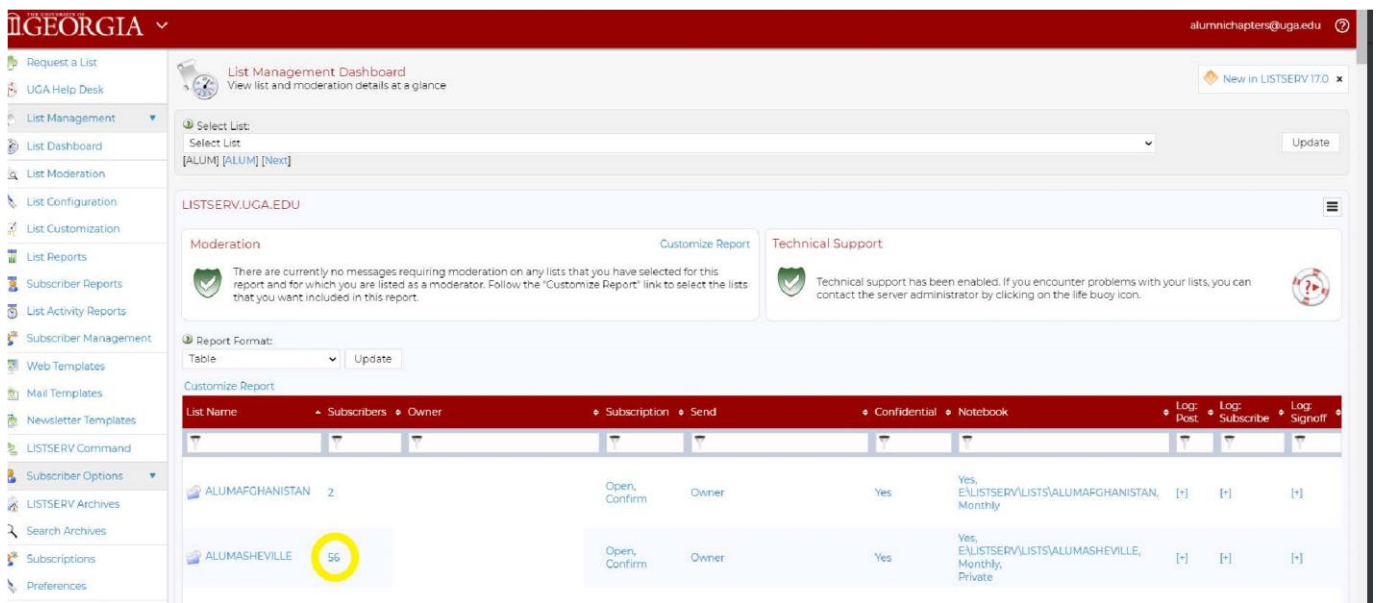 THE UNIVERSITY OF
GEORGIA
alumnichapters@uga.edu
Request a List
UGA Help Desk
List Management
List Dashboard
List Moderation
List Configuration
List Customization
List Reports
Subscriber Reports
List Activity Reports
Subscriber Management
Web Templates
Mail Templates
Newsletter Templates
LISTSERV Command
Subscriber Options
LISTSERV Archives
Search Archives
Subscriptions
Preferences
List Management Dashboard
View list and moderation details at a glance
New in LISTSERV 17.0 ×
Select List:
Select List
Update
[ALUM] [ALUM] [Next]
LISTSERV.UGA.EDU
Moderation
Customize Report
There are currently no messages requiring moderation on any lists that you have selected for this
report and for which you are listed as a moderator. Follow the "Customize Report" link to select the lists
that you want included in this report.
Technical Support
Technical support has been enabled. If you encounter problems with your lists, you can
contact the server administrator by clicking on the life buoy icon.
Report Format:
Table
Update
Customize Report
List Name Subscribers Owner Subscription Send Confidential Notebook Log: Post Log: Subscribe Log: Signoff
ALUMAFGHANISTAN 2 Open, Confirm Owner Yes Yes, E:\LISTSERV\LISTS\ALUMAFGHANISTAN, Monthly [+] [+] [+]
ALUMASHEVILLE 56 Open, Confirm Owner Yes Yes, E:\LISTSERV\LISTS\ALUMASHEVILLE, Monthly, Private [+] [+] [+]